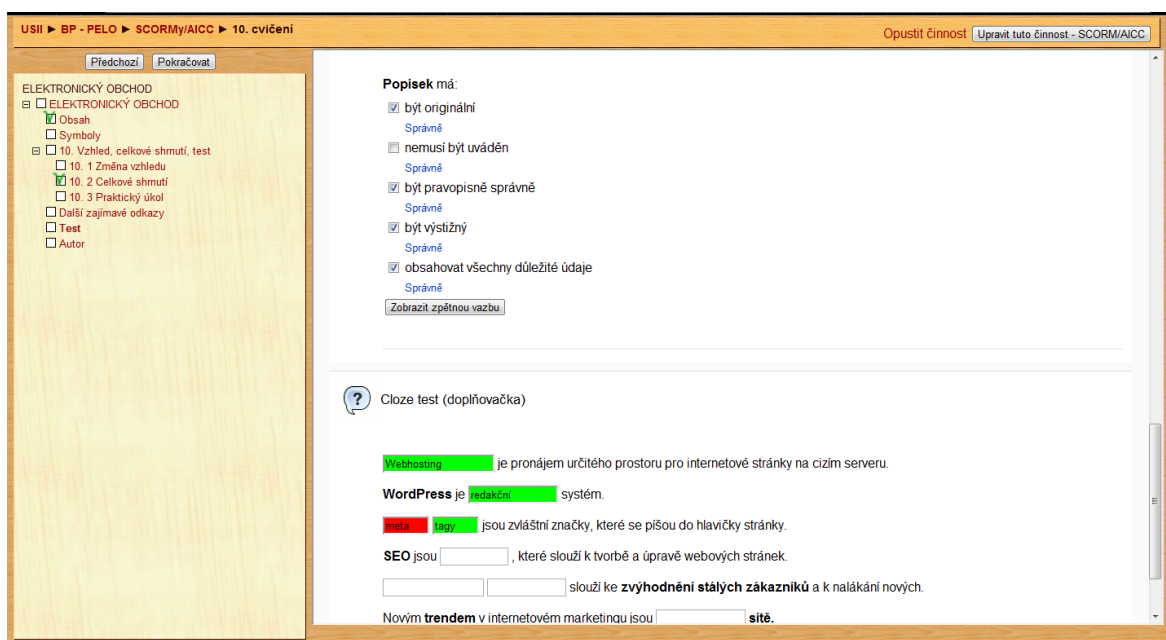 USII ► BP - PELO ► SCORMy/AICC ► 10. cvičení
Opustit činnost Upravit tuto činnost - SCORM/AICC
Předchozí Pokračovat
ELEKTRONICKÝ OBCHOD
ELEKTRONICKÝ OBCHOD
Obsah
Symboly
10. Vzhled, celkové shrnutí, test
10. 1 Změna vzhledu
10. 2 Celkové shrnutí
10. 3 Praktický úkol
Další zajímavé odkazy
Test
Autor
Popisek má:
být originální
Správně
nemusí být uváděn
Správně
být pravopisně správně
Správně
být výstižný
Správně
obsahovat všechny důležité údaje
Správně
Zobrazit zpětnou vazbu
Cloze test (doplňovačka)
Webhosting je pronájem určitého prostoru pro internetové stránky na cizím serveru.
WordPress je redakční systém.
meta tagy jsou zvláštní značky, které se píšou do hlavičky stránky.
SEO jsou , které slouží k tvorbě a úpravě webových stránek.
slouží ke zvýhodnění stálých zákazníků a k nalákání nových.
Novým trendem v internetovém marketingu jsou sítě.